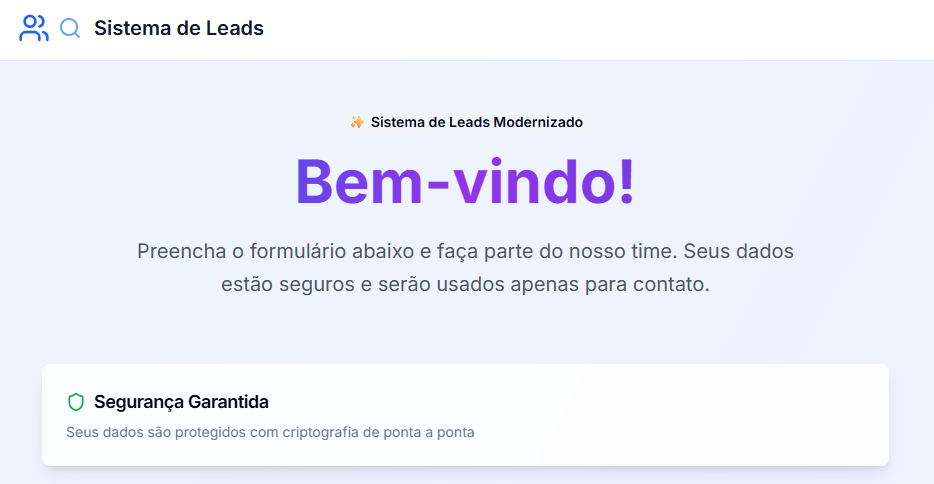 Sistema de Leads
✨ Sistema de Leads Modernizado
Bem-vindo!
Preencha o formulário abaixo e faça parte do nosso time. Seus dados
estão seguros e serão usados apenas para contato.
Segurança Garantida
Seus dados são protegidos com criptografia de ponta a ponta